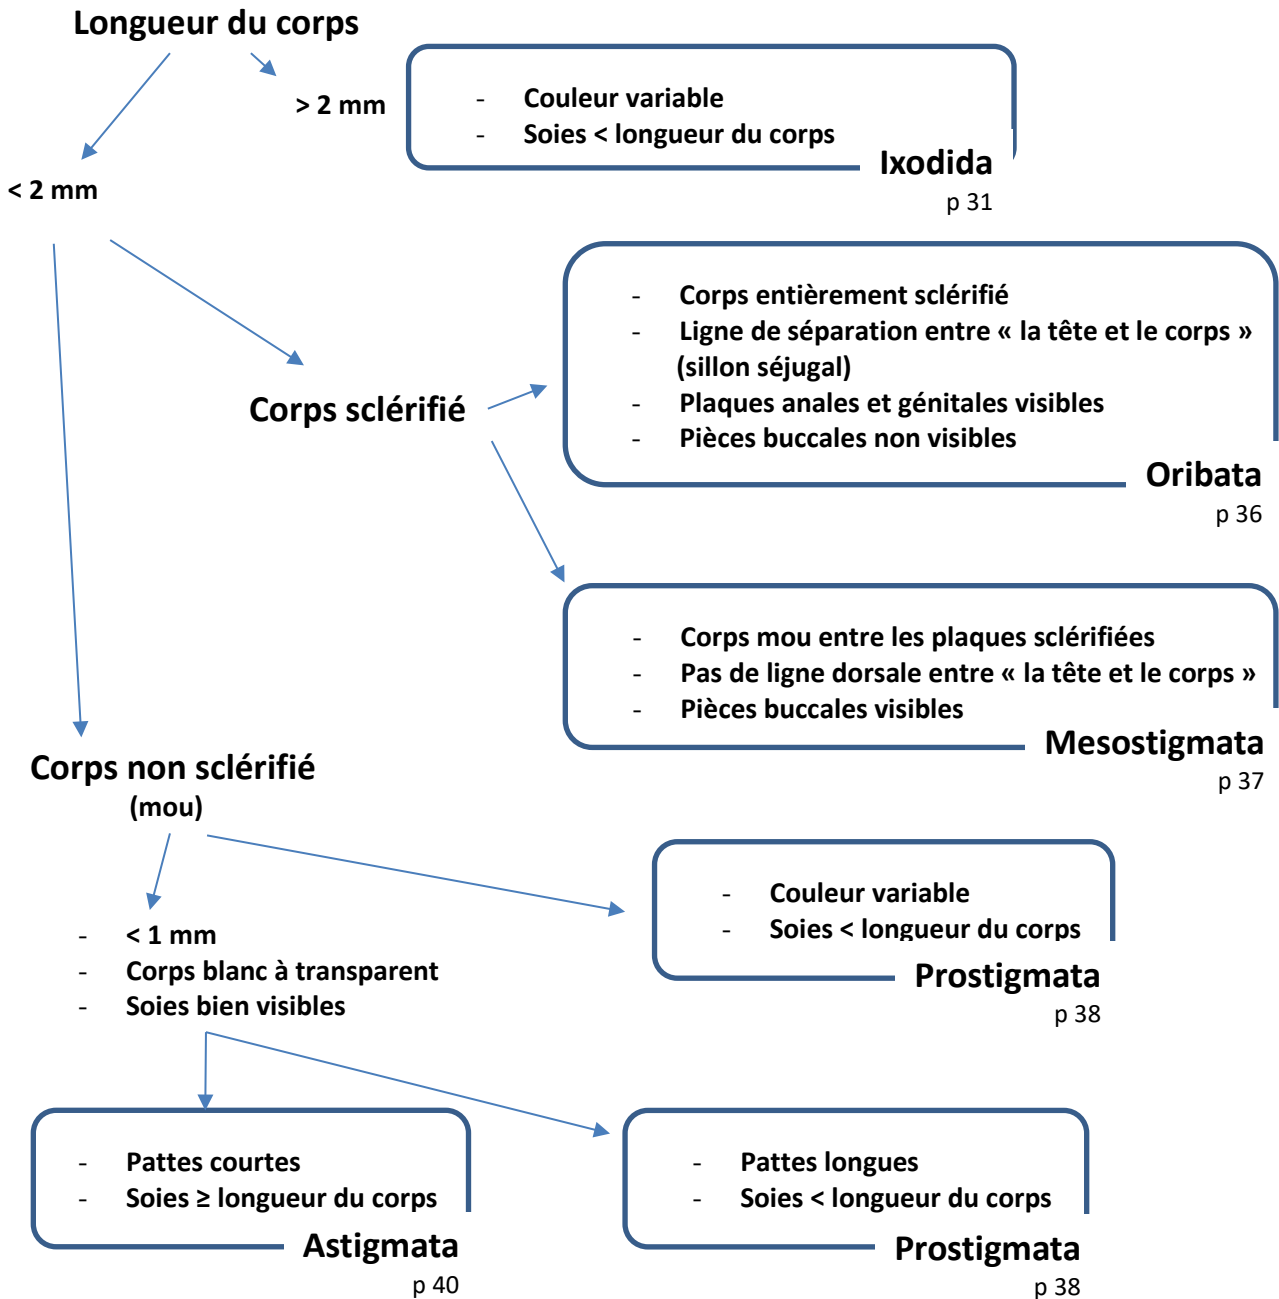 Longueur du corps
> 2 mm
- Couleur variable
- Soies < longueur du corps
Ixodida
p 31
< 2 mm
- Corps entièrement sclérifié
- Ligne de séparation entre « la tête et le corps »
(sillon séjugal)
- Plaques anales et génitales visibles
- Pièces buccales non visibles
Oribata
p 36
Corps sclérifié
- Corps mou entre les plaques sclérifiées
- Pas de ligne dorsale entre « la tête et le corps »
- Pièces buccales visibles
Mesostigmata
p 37
Corps non sclérifié
(mou)
- Couleur variable
- Soies < longueur du corps
Prostigmata
p 38
- < 1 mm
- Corps blanc à transparent
- Soies bien visibles
- Pattes courtes
- Soies ≥ longueur du corps
Astigmata
p 40
- Pattes longues
- Soies < longueur du corps
Prostigmata
p 38